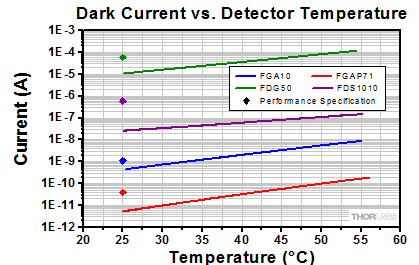 Dark Current vs. Detector Temperature
Current (A)
1E-3
1E-4
1E-5
1E-6
1E-7
1E-8
1E-9
1E-10
1E-11
1E-12
FGA10 FGAP71
FDG50 FDS1010
Performance Specification
THORLABS
20 25 30 35 40 45 50 55 60
Temperature (°C)